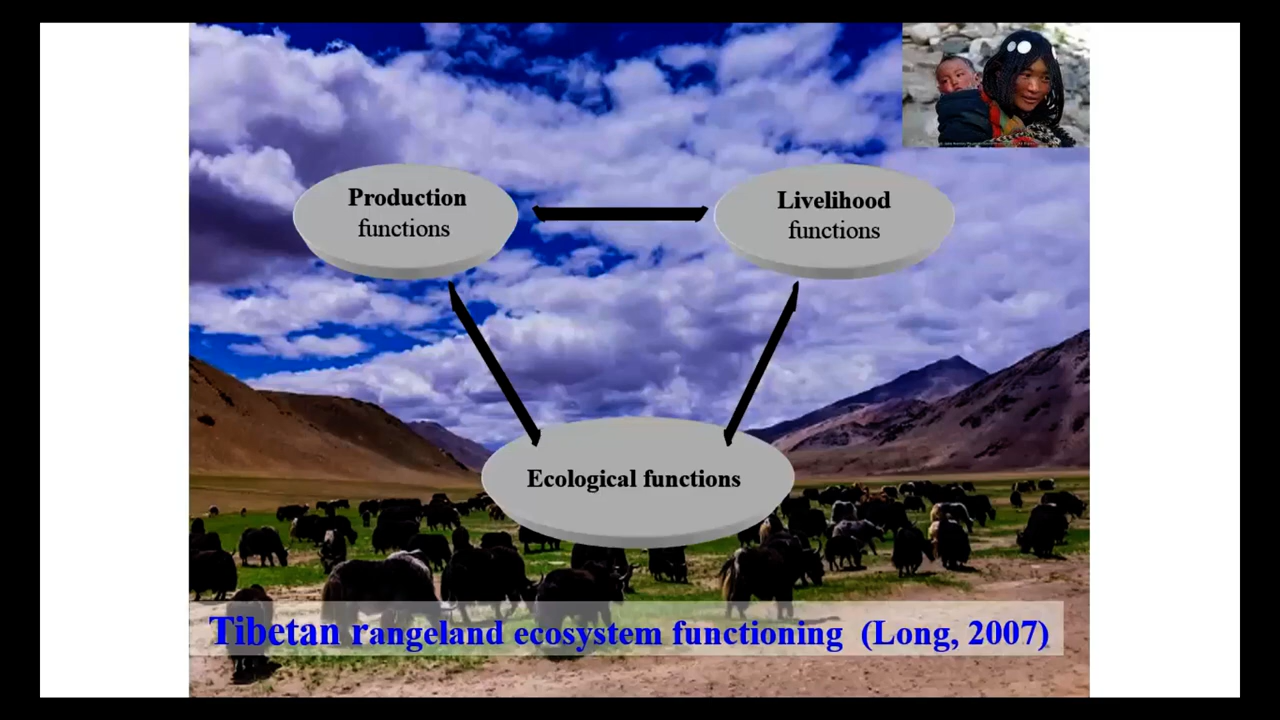 Production
functions
Livelihood
functions
Ecological functions
Tibetan rangeland ecosystem functioning (Long, 2007)